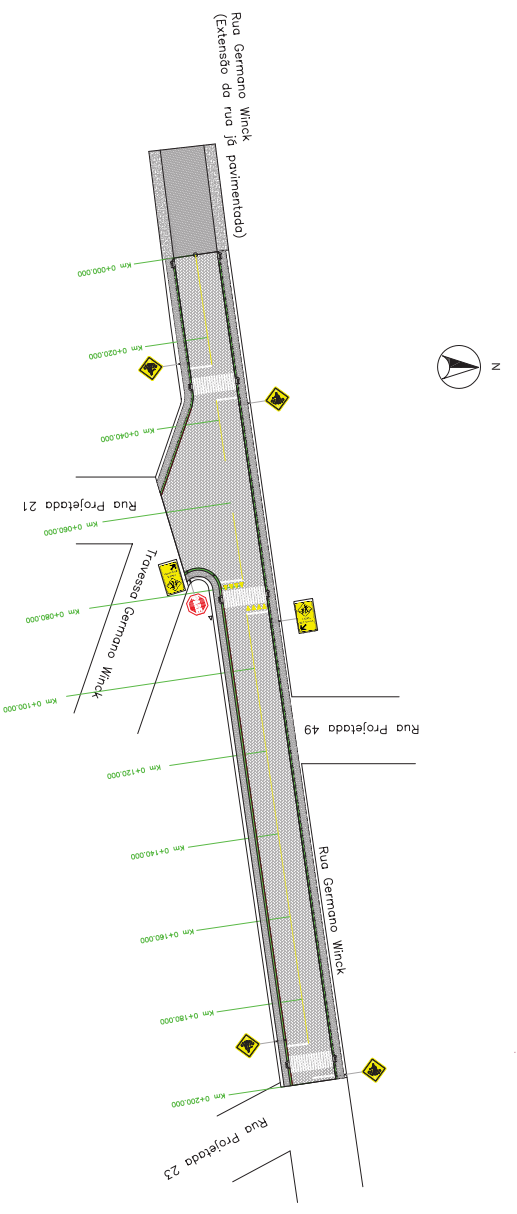 Rua Germano Winck
(Extensão da rua já pavimentada)
N
Km 0+000.000
Km 0+020.000
Km 0+040.000
Rua Projetada 21
Km 0+060.000
Travessa Germano Winck
Km 0+080.000
Km 0+100.000
Rua Projetada 49
Km 0+120.000
Km 0+140.000
Rua Germano Winck
Km 0+160.000
Km 0+180.000
Km 0+200.000
Rua Projetada 23